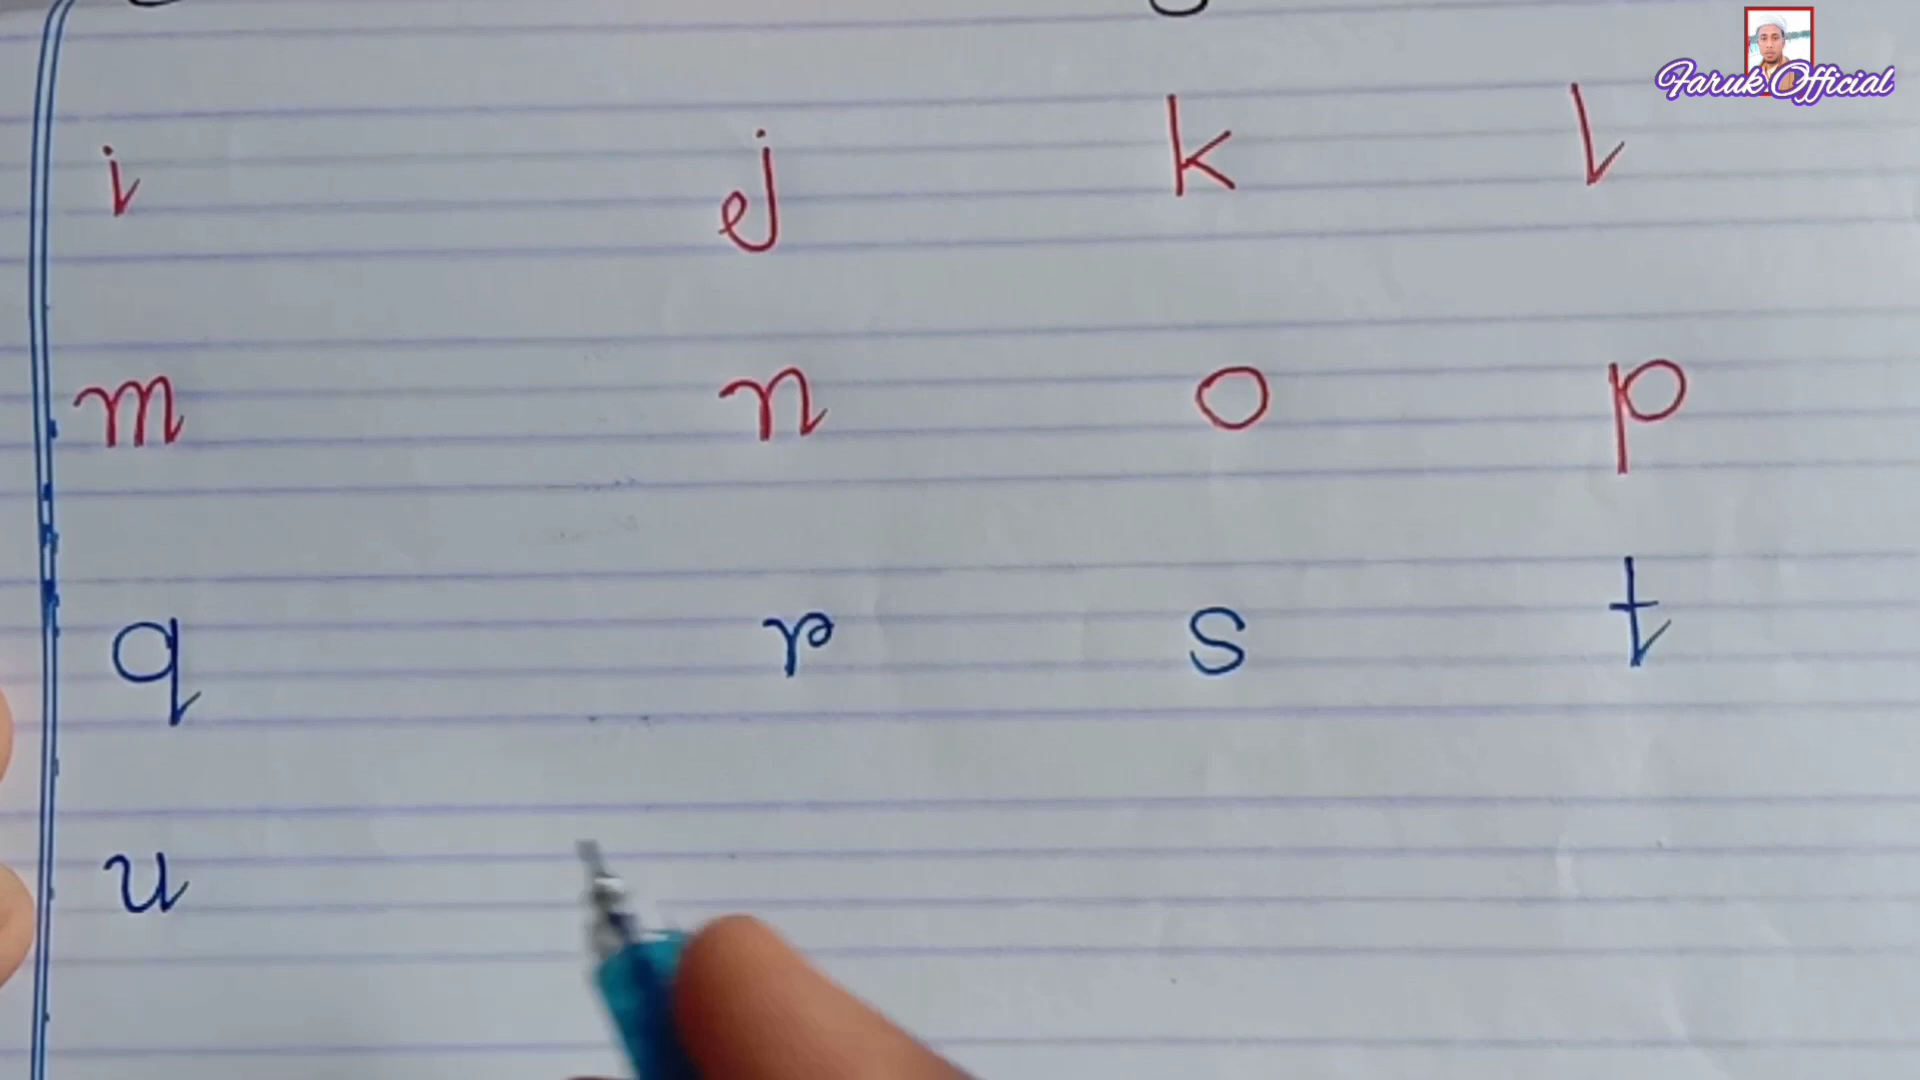 Faruk Official
i j k l
m n o p
q r s t
u